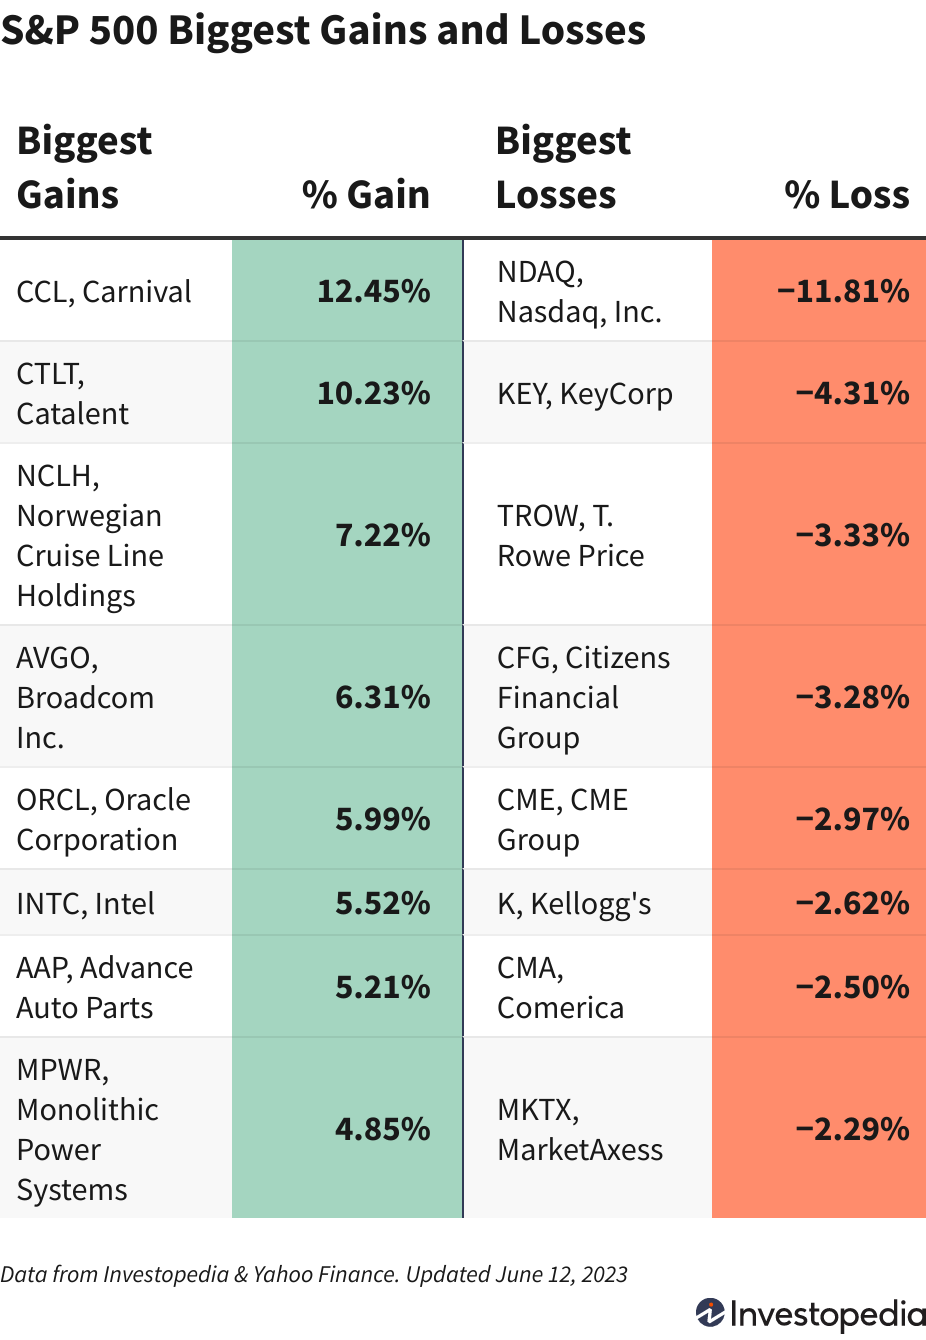 S&P 500 Biggest Gains and Losses
Biggest
Gains
% Gain
Biggest
Losses
% Loss
CCL, Carnival
12.45%
NDAQ,
Nasdaq, Inc.
−11.81%
CTLT,
Catalent
10.23%
KEY, KeyCorp
−4.31%
NCLH,
Norwegian
Cruise Line
Holdings
7.22%
TROW, T.
Rowe Price
−3.33%
AVGO,
Broadcom
Inc.
6.31%
CFG, Citizens
Financial
Group
−3.28%
ORCL, Oracle
Corporation
5.99%
CME, CME
Group
−2.97%
INTC, Intel
5.52%
K, Kellogg's
−2.62%
AAP, Advance
Auto Parts
5.21%
CMA,
Comerica
−2.50%
MPWR,
Monolithic
Power
Systems
4.85%
MKTX,
MarketAxess
−2.29%
Data from Investopedia & Yahoo Finance. Updated June 12, 2023
Investopedia